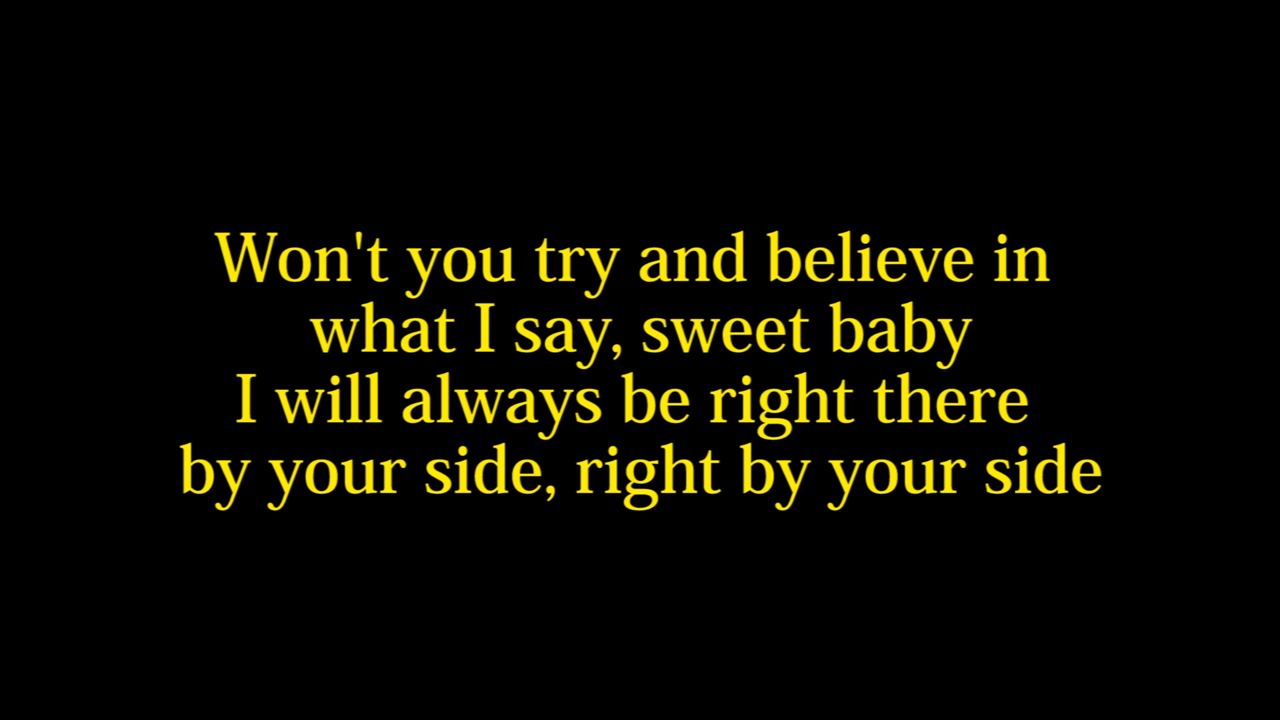 Won't you try and believe in
what I say, sweet baby
I will always be right there
by your side, right by your side